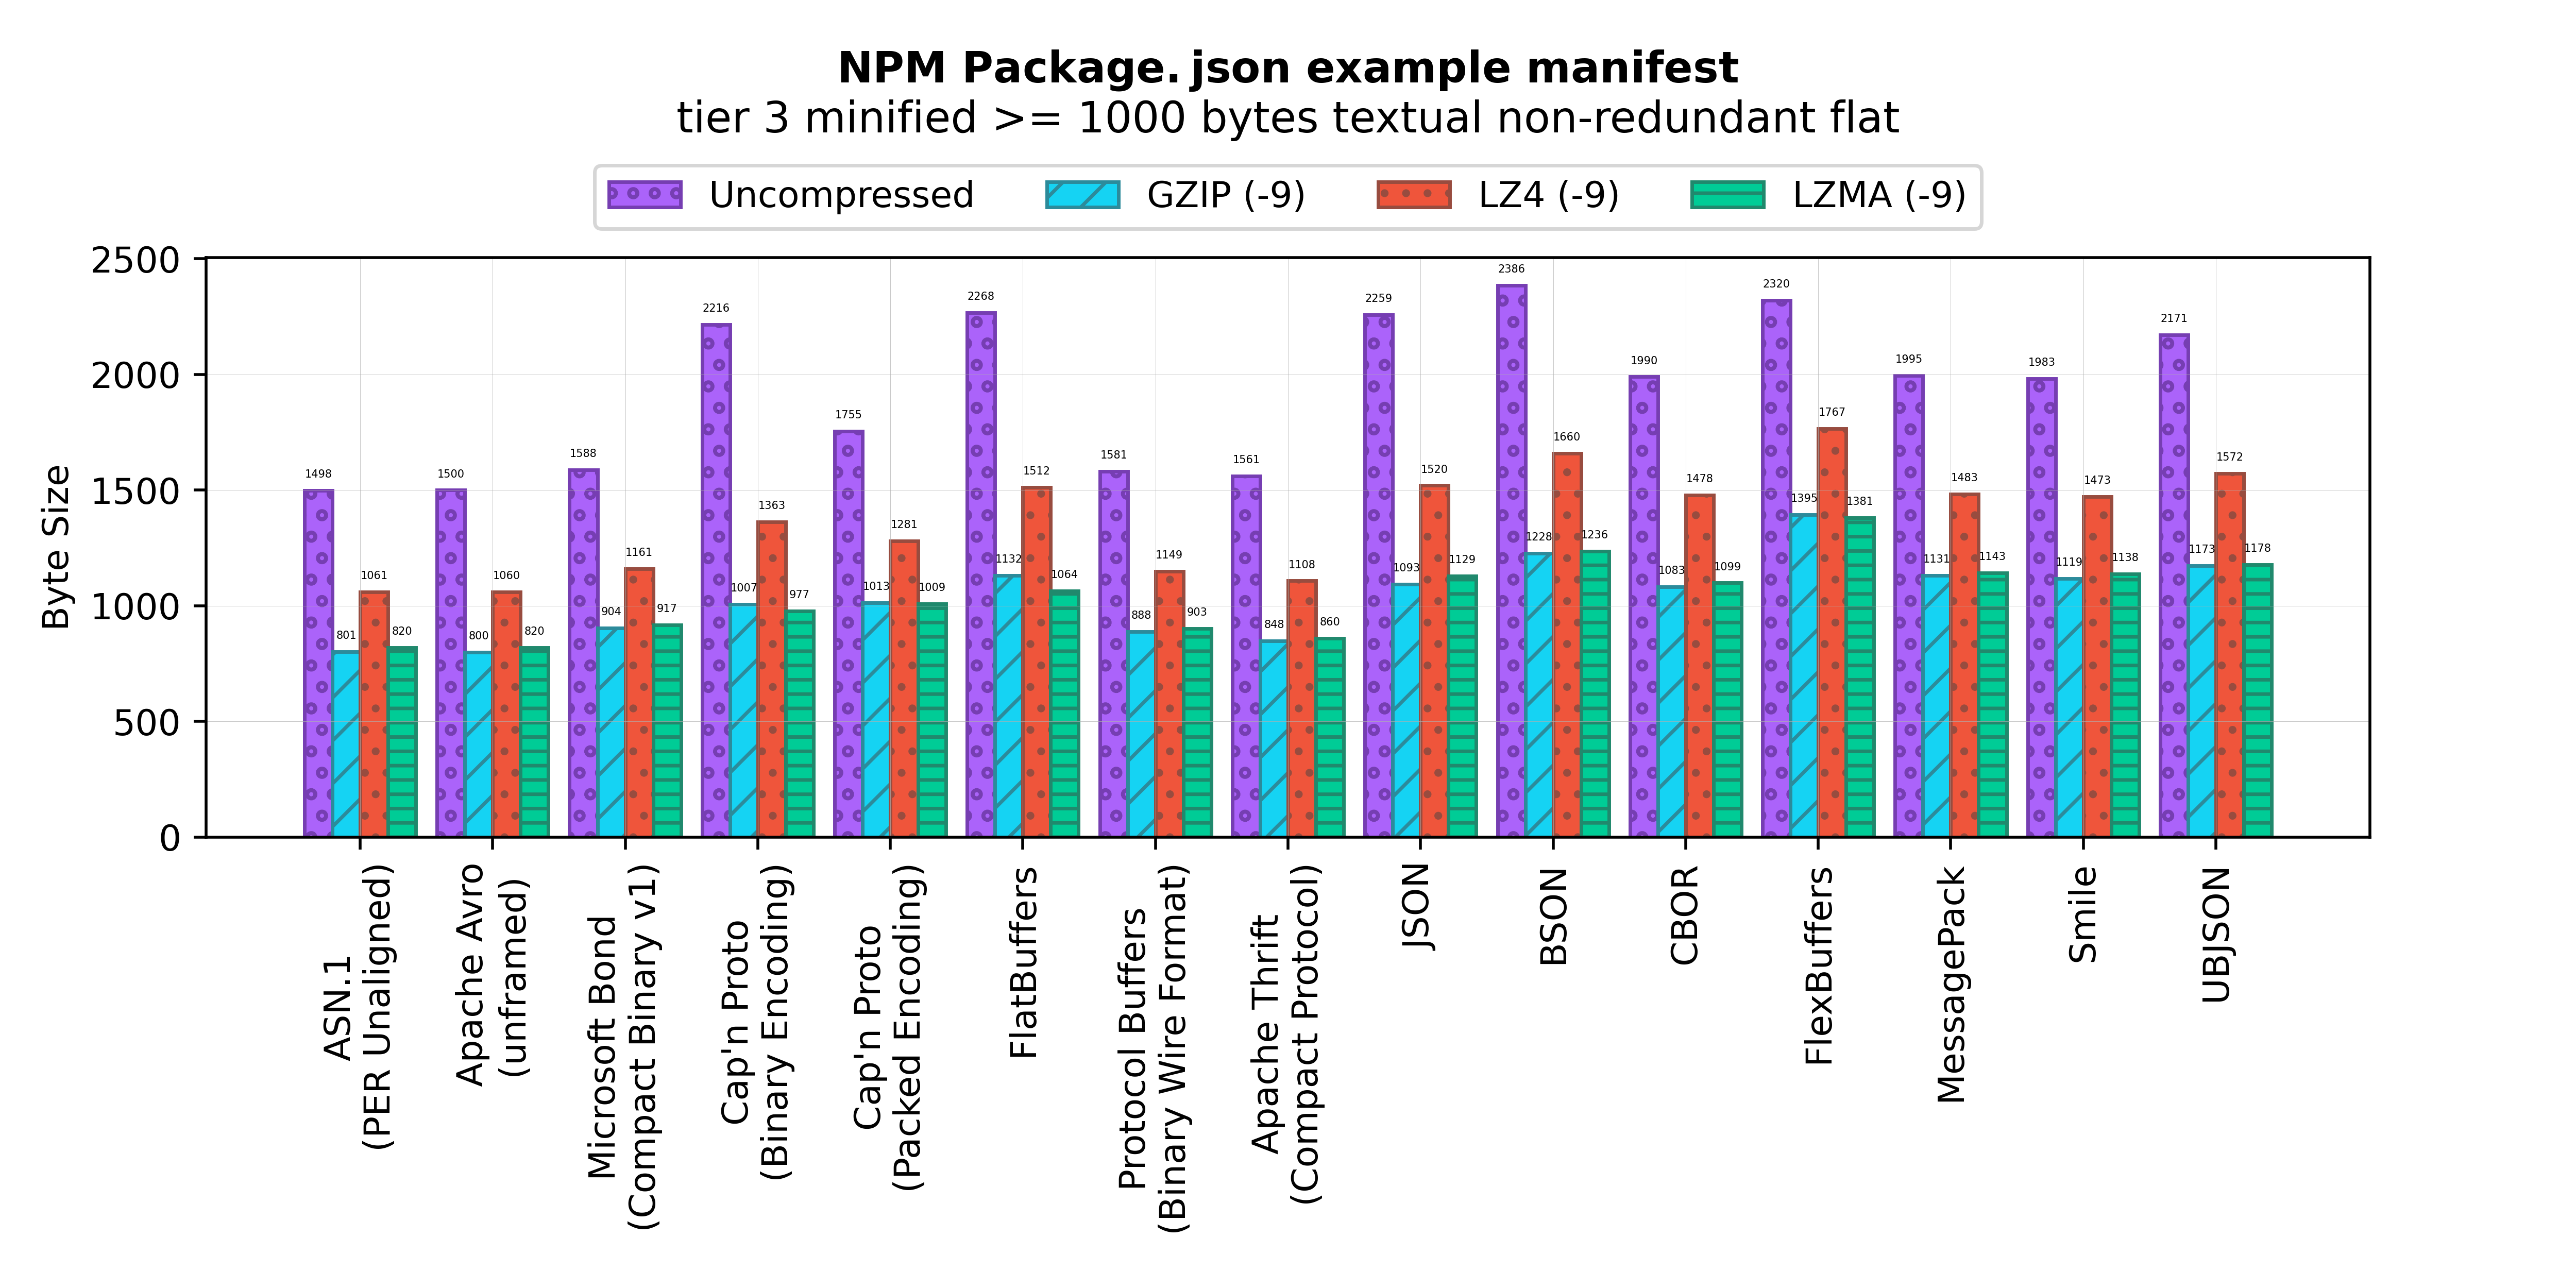 NPM Package.json example manifest
tier 3 minified >= 1000 bytes textual non-redundant flat
Uncompressed GZIP (-9) LZ4 (-9) LZMA (-9)
Byte Size
2500
2000
1500
1000
500
0
1498 801 1061 820
1500 800 1060 820
1588 904 1161 917
2216 1007 1363 977
1755 1013 1281 1009
2268 1132 1512 1064
1581 888 1149 903
1561 848 1108 860
2259 1093 1520 1129
2386 1228 1660 1236
1990 1083 1478 1099
2320 1395 1767 1381
1995 1131 1483 1143
1983 1119 1473 1138
2171 1173 1572 1178
ASN.1
(PER Unaligned)
Apache Avro
(unframed)
Microsoft Bond
(Compact Binary v1)
Cap'n Proto
(Binary Encoding)
Cap'n Proto
(Packed Encoding)
FlatBuffers
Protocol Buffers
(Binary Wire Format)
Apache Thrift
(Compact Protocol)
JSON
BSON
CBOR
FlexBuffers
MessagePack
Smile
UBJSON